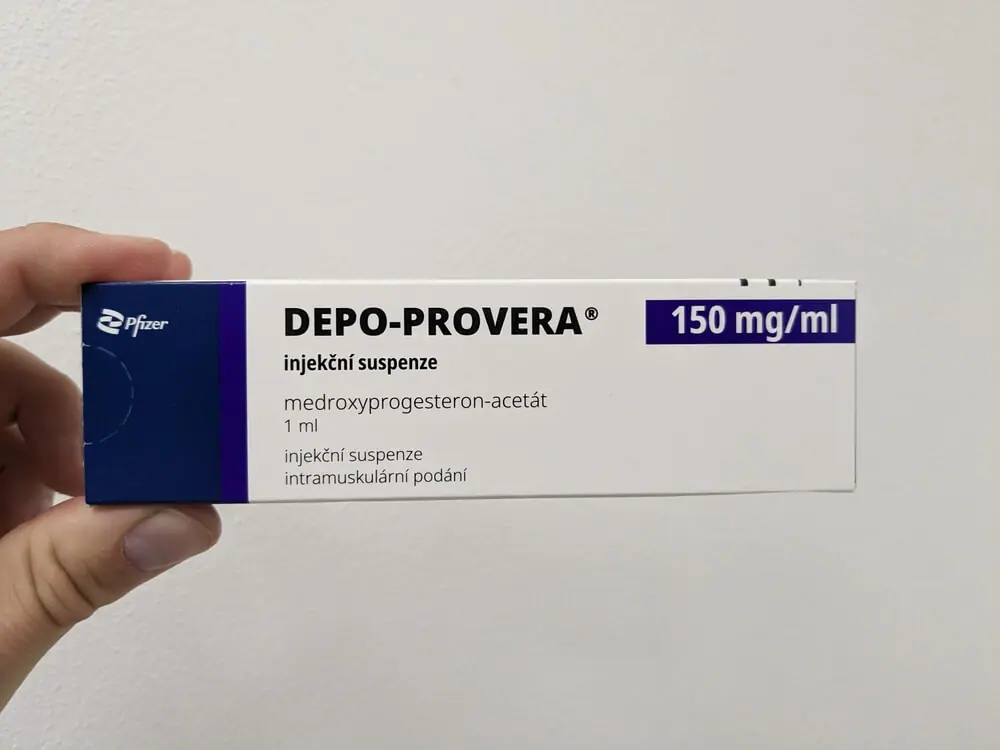 Pfizer
DEPO-PROVERA®
150 mg/ml
injekční suspenze
medroxyprogesteron-acetát
1 ml
injekční suspenze
intramuskulární podání